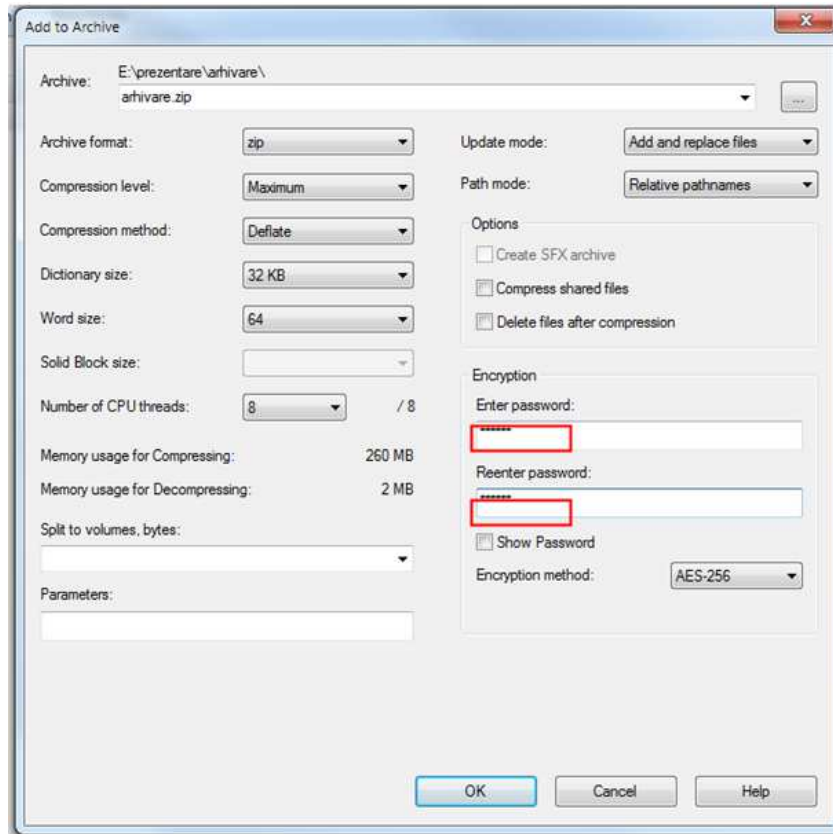 Add to Archive
Archive:
E:\prezentare\arhivare\
arhivare.zip
...
Archive format:
zip
Compression level:
Maximum
Compression method:
Deflate
Dictionary size:
32 KB
Word size:
64
Solid Block size:
Number of CPU threads:
8
/ 8
Memory usage for Compressing:
260 MB
Memory usage for Decompressing:
2 MB
Split to volumes, bytes:
Parameters:
Update mode:
Add and replace files
Path mode:
Relative pathnames
Options
Create SFX archive
Compress shared files
Delete files after compression
Encryption
Enter password:
Reenter password:
Show Password
Encryption method:
AES-256
OK
Cancel
Help